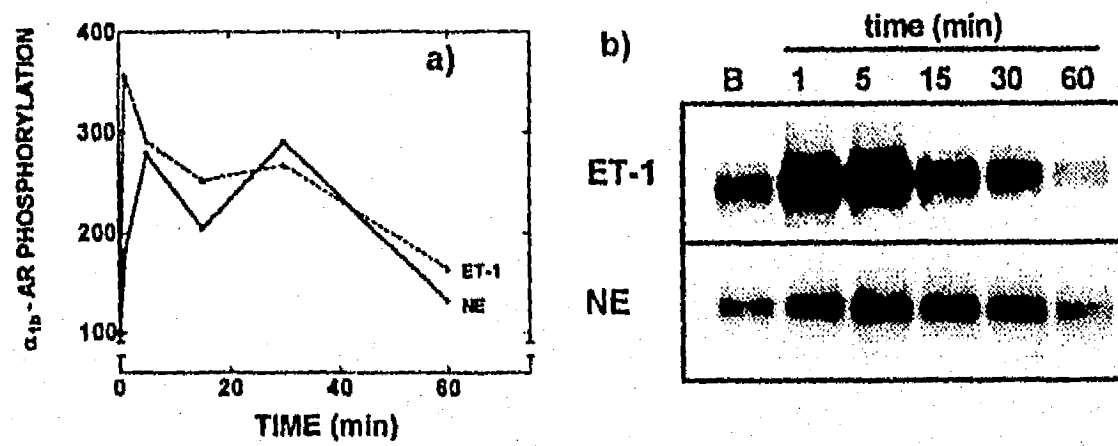 α1b - AR PHOSPHORYLATION
400
300
200
100
a)
ET-1
NE
0 20 40 60
TIME (min)
b)
time (min)
B 1 5 15 30 60
ET-1
NE